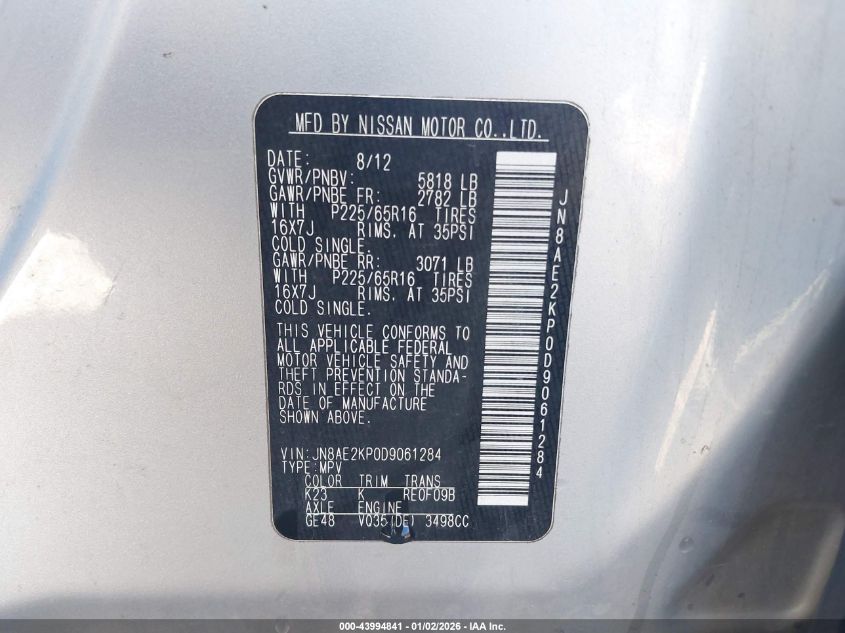 MFD BY NISSAN MOTOR CO.,LTD.
DATE: 8/12
GVWR/PNBV: 5818 LB
GAWR/PNBE FR: 2782 LB
WITH P225/65R16 TIRES
16X7J RIMS, AT 35PSI
COLD SINGLE.
GAWR/PNBE RR: 3071 LB
WITH P225/65R16 TIRES
16X7J RIMS, AT 35PSI
COLD SINGLE.
THIS VEHICLE CONFORMS TO
ALL APPLICABLE FEDERAL
MOTOR VEHICLE SAFETY AND
THEFT PREVENTION STANDA-
RDS IN EFFECT ON THE
DATE OF MANUFACTURE
SHOWN ABOVE.
VIN:JN8AE2KP0D9061284
TYPE:MPV
COLOR TRIM TRANS
K23 K RE0F09B
AXLE ENGINE
GE48 VQ35(DE) 3498CC
JN8AE2KP0D9061284
000-43994841 - 01/02/2026 - IAA Inc.